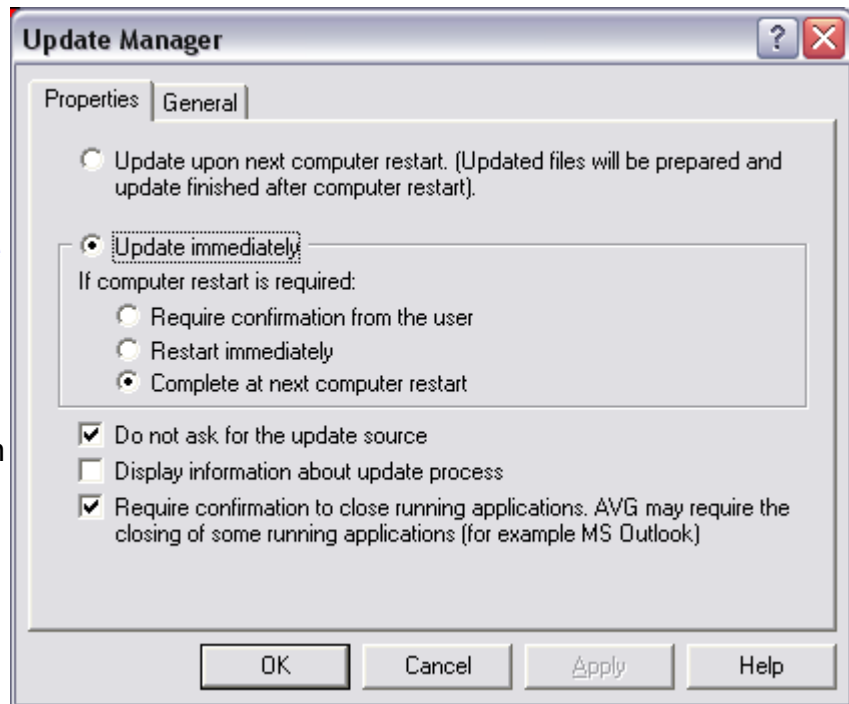 Update Manager
Properties
General
Update upon next computer restart. (Updated files will be prepared and
update finished after computer restart).
Update immediately
If computer restart is required:
Require confirmation from the user
Restart immediately
Complete at next computer restart
Do not ask for the update source
Display information about update process
Require confirmation to close running applications. AVG may require the
closing of some running applications (for example MS Outlook)
OK
Cancel
Apply
Help